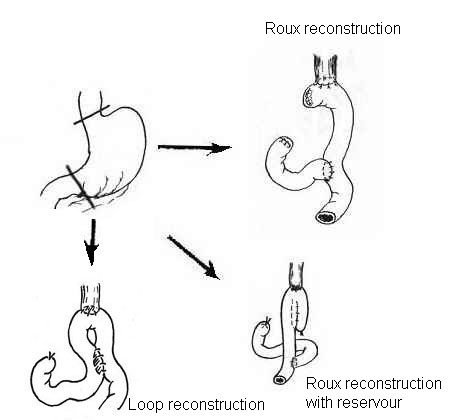 Roux reconstruction
Loop reconstruction
Roux reconstruction
with reservour